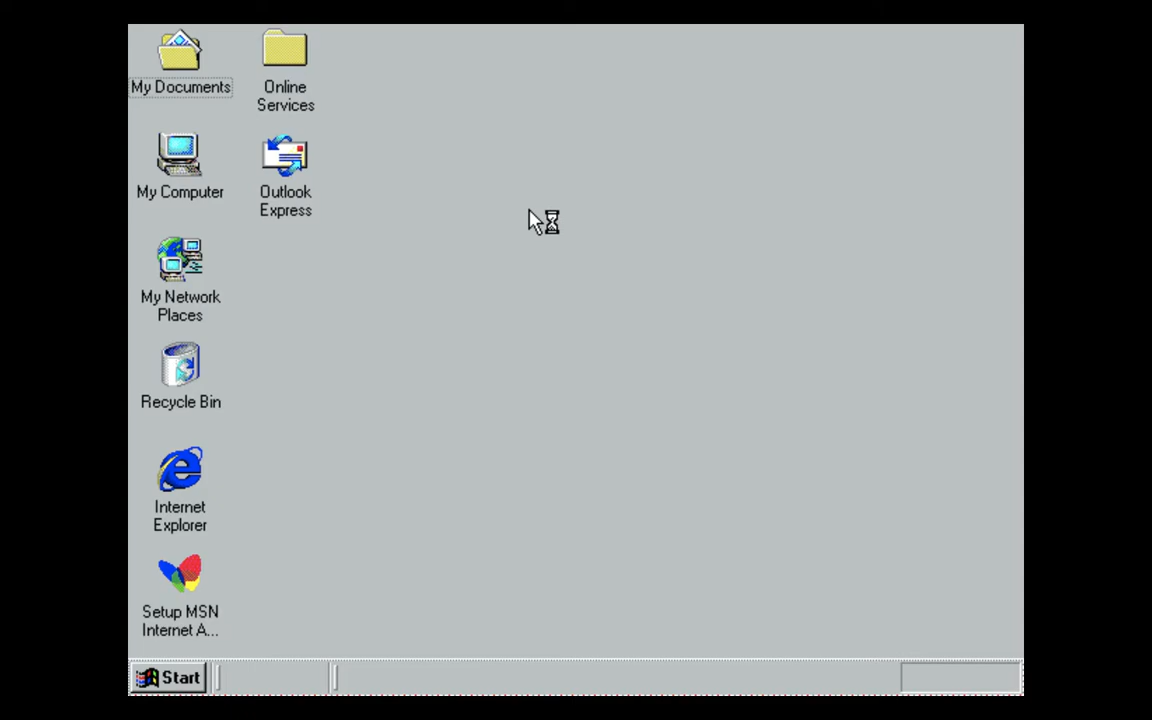 My Documents
Online
Services
My Computer
Outlook
Express
My Network
Places
Recycle Bin
Internet
Explorer
Setup MSN
Internet A...
Start